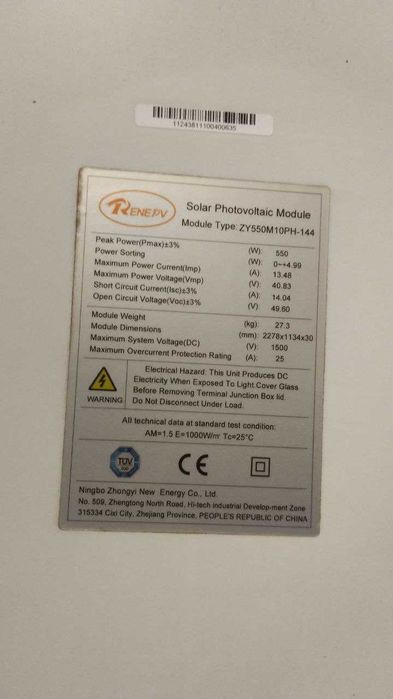 11243811100400635
RENEPV
Solar Photovoltaic Module
Module Type: ZY550M10PH-144
Peak Power(Pmax)±3% (W): 550
Power Sorting (W): 0~+4.99
Maximum Power Current(Imp) (A): 13.48
Maximum Power Voltage(Vmp) (V): 40.83
Short Circuit Current(Isc)±3% (A): 14.04
Open Circuit Voltage(Voc)±3% (V): 49.60
Module Weight (kg): 27.3
Module Dimensions (mm): 2278x1134x30
Maximum System Voltage(DC) (V): 1500
Maximum Overcurrent Protection Rating (A): 25
Electrical Hazard: This Unit Produces DC
Electricity When Exposed To Light.Cover Glass
Before Removing Terminal Junction Box lid.
Do Not Disconnect Under Load.
WARNING
All technical data at standard test condition:
AM=1.5 E=1000W/㎡ Tc=25°C
TÜV
CE
Ningbo Zhongyi New Energy Co., Ltd.
No. 509, Zhengtong North Road, Hi-tech industrial Develop-ment Zone
315334 Cixi City, Zhejiang Province, PEOPLE'S REPUBLIC OF CHINA